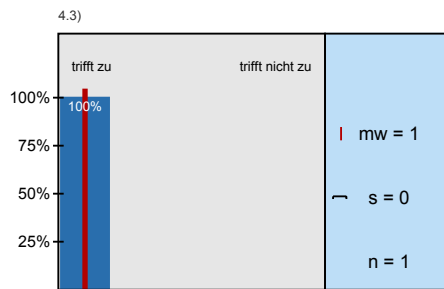 4.3)
trifft zu
trifft nicht zu
100%
100%
75%
50%
25%
mw = 1
s = 0
n = 1